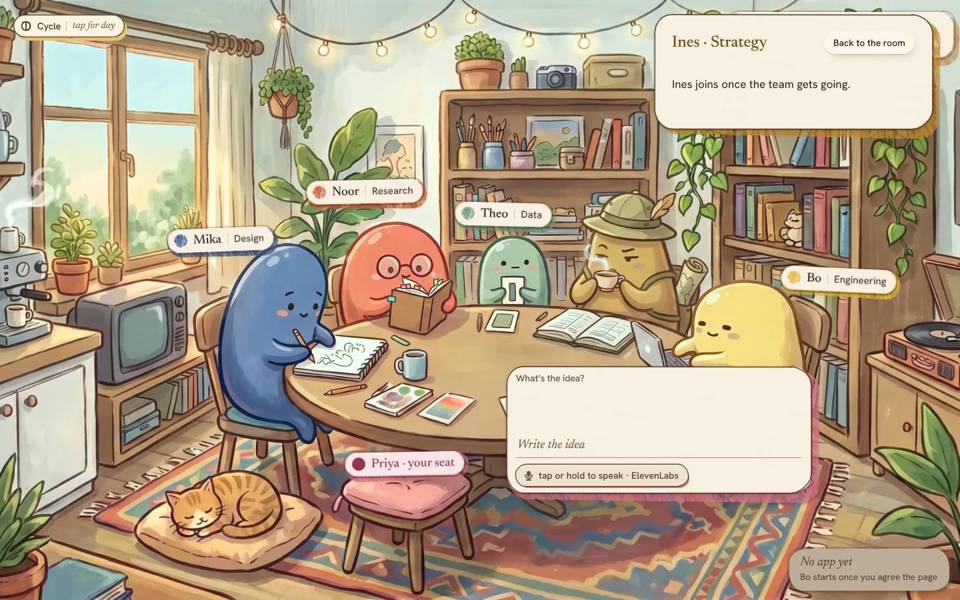 Cycle | tap for day
Ines · Strategy
Back to the room
Ines joins once the team gets going.
Noor | Research
Theo | Data
Mika | Design
Bo | Engineering
What's the idea?
Write the idea
tap or hold to speak · ElevenLabs
Priya · your seat
No app yet
Bo starts once you agree the page